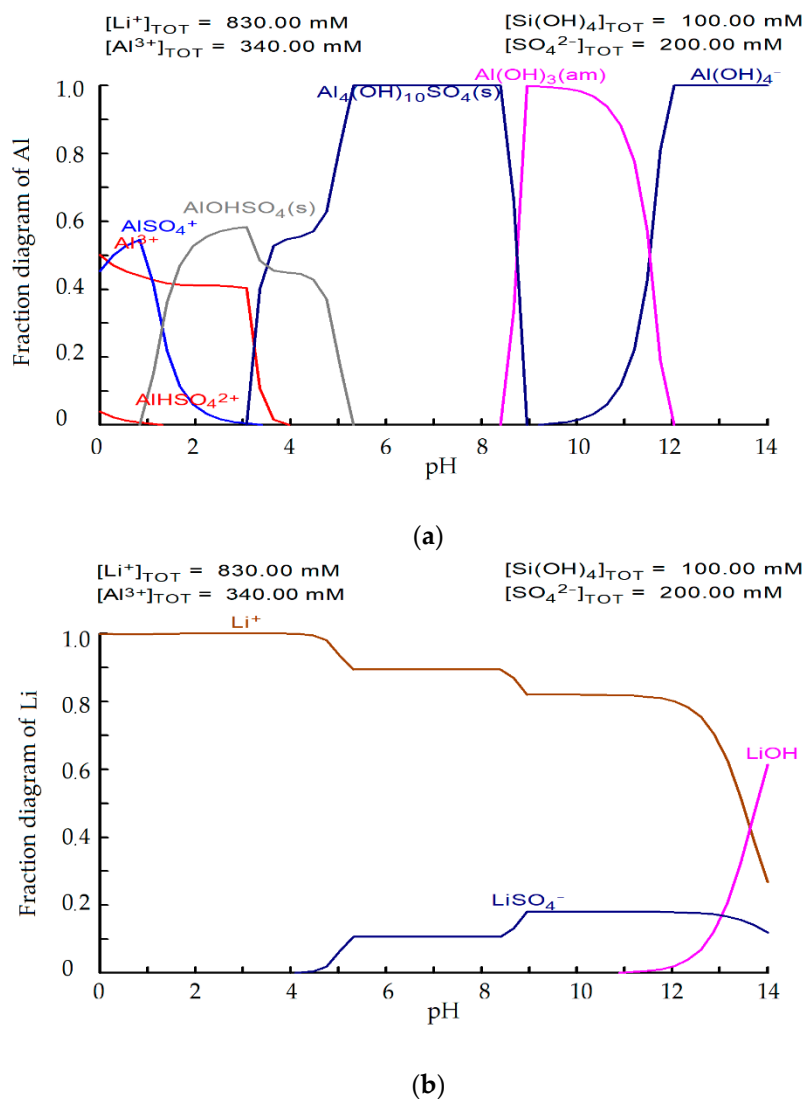 [Li⁺]TOT = 830.00 mM [Si(OH)₄]TOT = 100.00 mM
[Al³⁺]TOT = 340.00 mM [SO₄²⁻]TOT = 200.00 mM
Al(OH)₃(am) Al(OH)₄⁻
Al₄(OH)₁₀SO₄(s)
AlOHSO₄(s)
AlSO₄⁺
Al³⁺
AlHSO₄²⁺
Fraction diagram of Al
1.0
0.8
0.6
0.4
0.2
0
0 2 4 6 8 10 12 14
pH
(a)
[Li⁺]TOT = 830.00 mM [Si(OH)₄]TOT = 100.00 mM
[Al³⁺]TOT = 340.00 mM [SO₄²⁻]TOT = 200.00 mM
Li⁺
LiOH
LiSO₄⁻
Fraction diagram of Li
1.0
0.8
0.6
0.4
0.2
0
0 2 4 6 8 10 12 14
pH
(b)